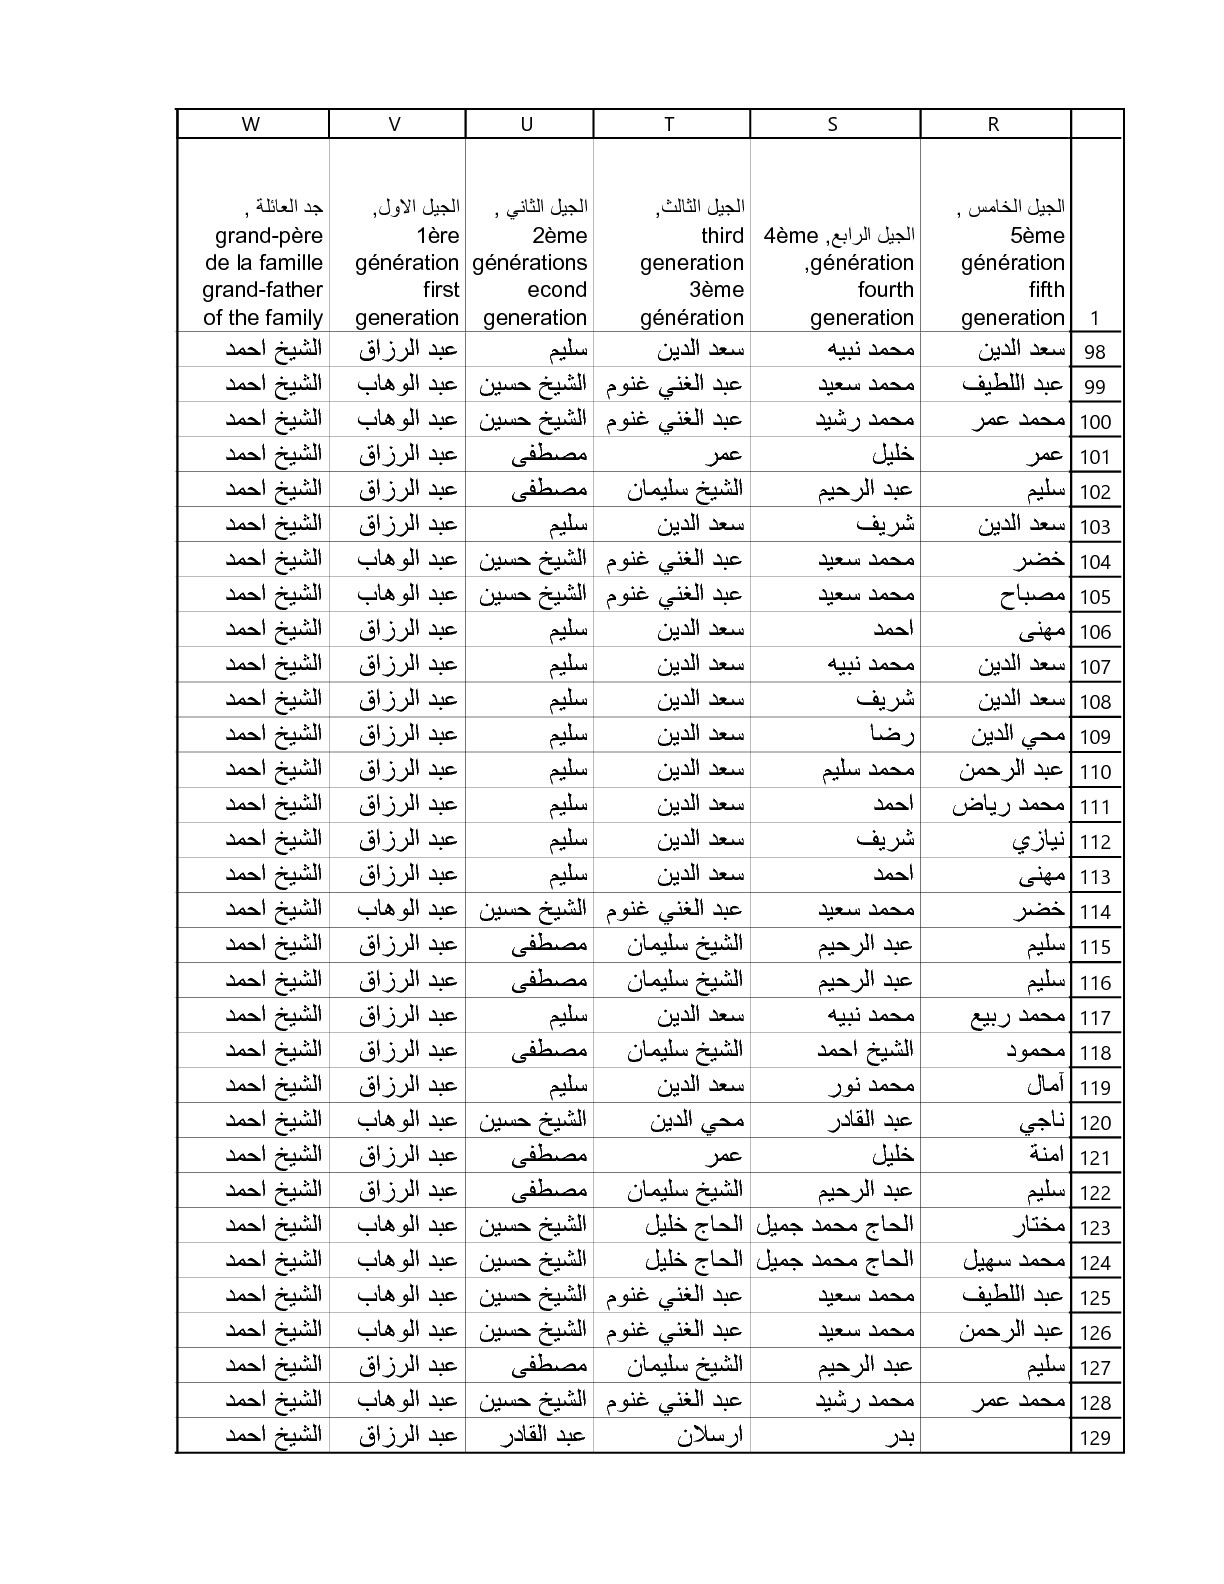 R S T U V W
الجيل الخامس , 5ème génération fifth generation
الجيل الرابع, 4ème génération, fourth generation
الجيل الثالث, third generation 3ème génération
الجيل الثاني , 2ème générations econd generation
الجيل الاول, 1ère génération first generation
جد العائلة , grand-père de la famille grand-father of the family
1
98 سعد الدين محمد نبيه سعد الدين سليم عبد الرزاق الشيخ احمد
99 عبد اللطيف محمد سعيد عبد الغني غنوم الشيخ حسين عبد الوهاب الشيخ احمد
100 محمد عمر محمد رشيد عبد الغني غنوم الشيخ حسين عبد الوهاب الشيخ احمد
101 عمر خليل عمر مصطفى عبد الرزاق الشيخ احمد
102 سليم عبد الرحيم الشيخ سليمان مصطفى عبد الرزاق الشيخ احمد
103 سعد الدين شريف سعد الدين سليم عبد الرزاق الشيخ احمد
104 خضر محمد سعيد عبد الغني غنوم الشيخ حسين عبد الوهاب الشيخ احمد
105 مصباح محمد سعيد عبد الغني غنوم الشيخ حسين عبد الوهاب الشيخ احمد
106 مهنى احمد سعد الدين سليم عبد الرزاق الشيخ احمد
107 سعد الدين محمد نبيه سعد الدين سليم عبد الرزاق الشيخ احمد
108 سعد الدين شريف سعد الدين سليم عبد الرزاق الشيخ احمد
109 محي الدين رضا سعد الدين سليم عبد الرزاق الشيخ احمد
110 عبد الرحمن محمد سليم سعد الدين سليم عبد الرزاق الشيخ احمد
111 محمد رياض احمد سعد الدين سليم عبد الرزاق الشيخ احمد
112 نيازي شريف سعد الدين سليم عبد الرزاق الشيخ احمد
113 مهنى احمد سعد الدين سليم عبد الرزاق الشيخ احمد
114 خضر محمد سعيد عبد الغني غنوم الشيخ حسين عبد الوهاب الشيخ احمد
115 سليم عبد الرحيم الشيخ سليمان مصطفى عبد الرزاق الشيخ احمد
116 سليم عبد الرحيم الشيخ سليمان مصطفى عبد الرزاق الشيخ احمد
117 محمد ربيع محمد نبيه سعد الدين سليم عبد الرزاق الشيخ احمد
118 محمود الشيخ احمد الشيخ سليمان مصطفى عبد الرزاق الشيخ احمد
119 آمال محمد نور سعد الدين سليم عبد الرزاق الشيخ احمد
120 ناجي عبد القادر محي الدين الشيخ حسين عبد الوهاب الشيخ احمد
121 امنة خليل عمر مصطفى عبد الرزاق الشيخ احمد
122 سليم عبد الرحيم الشيخ سليمان مصطفى عبد الرزاق الشيخ احمد
123 مختار الحاج محمد جميل الحاج خليل الشيخ حسين عبد الوهاب الشيخ احمد
124 محمد سهيل الحاج محمد جميل الحاج خليل الشيخ حسين عبد الوهاب الشيخ احمد
125 عبد اللطيف محمد سعيد عبد الغني غنوم الشيخ حسين عبد الوهاب الشيخ احمد
126 عبد الرحمن محمد سعيد عبد الغني غنوم الشيخ حسين عبد الوهاب الشيخ احمد
127 سليم عبد الرحيم الشيخ سليمان مصطفى عبد الرزاق الشيخ احمد
128 محمد عمر محمد رشيد عبد الغني غنوم الشيخ حسين عبد الوهاب الشيخ احمد
129 بدر ارسلان عبد القادر عبد الرزاق الشيخ احمد